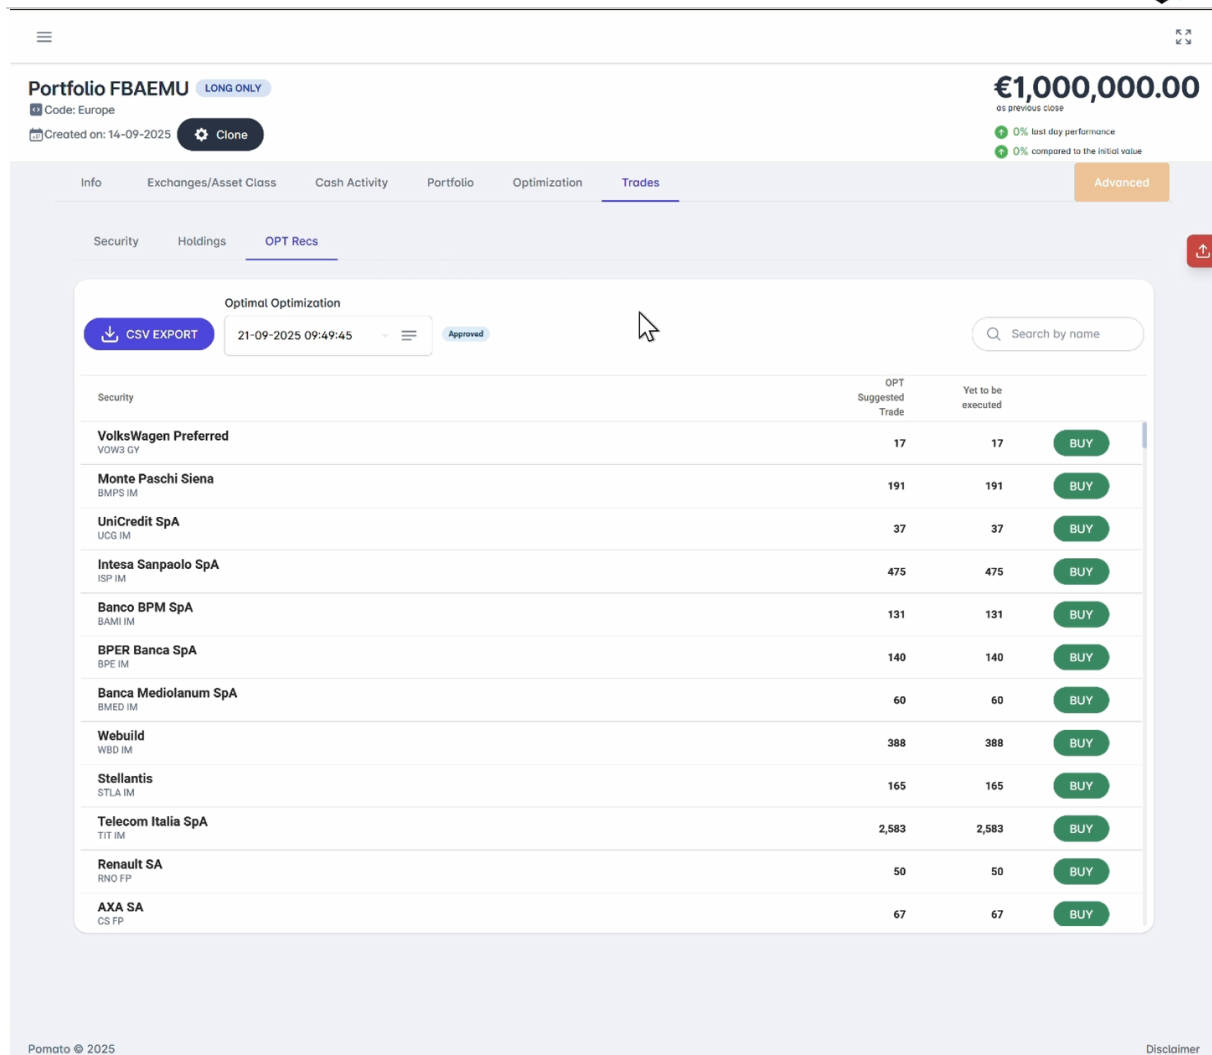 Portfolio FBAEMU LONG ONLY
Code: Europe
Created on: 14-09-2025 Clone
€1,000,000.00
as previous close
0% last day performance
0% compared to the initial value
Info Exchanges/Asset Class Cash Activity Portfolio Optimization Trades Advanced
Security Holdings OPT Recs
Optimal Optimization
CSV EXPORT 21-09-2025 09:49:45 Approved Search by name
Security OPT Suggested Trade Yet to be executed
VolksWagen Preferred
VOW3 GY
17 17 BUY
Monte Paschi Siena
BMPS IM
191 191 BUY
UniCredit SpA
UCG IM
37 37 BUY
Intesa Sanpaolo SpA
ISP IM
475 475 BUY
Banco BPM SpA
BAMI IM
131 131 BUY
BPER Banca SpA
BPE IM
140 140 BUY
Banca Mediolanum SpA
BMED IM
60 60 BUY
Webuild
WBD IM
388 388 BUY
Stellantis
STLA IM
165 165 BUY
Telecom Italia SpA
TIT IM
2,583 2,583 BUY
Renault SA
RNO FP
50 50 BUY
AXA SA
CS FP
67 67 BUY
Pomato © 2025 Disclaimer